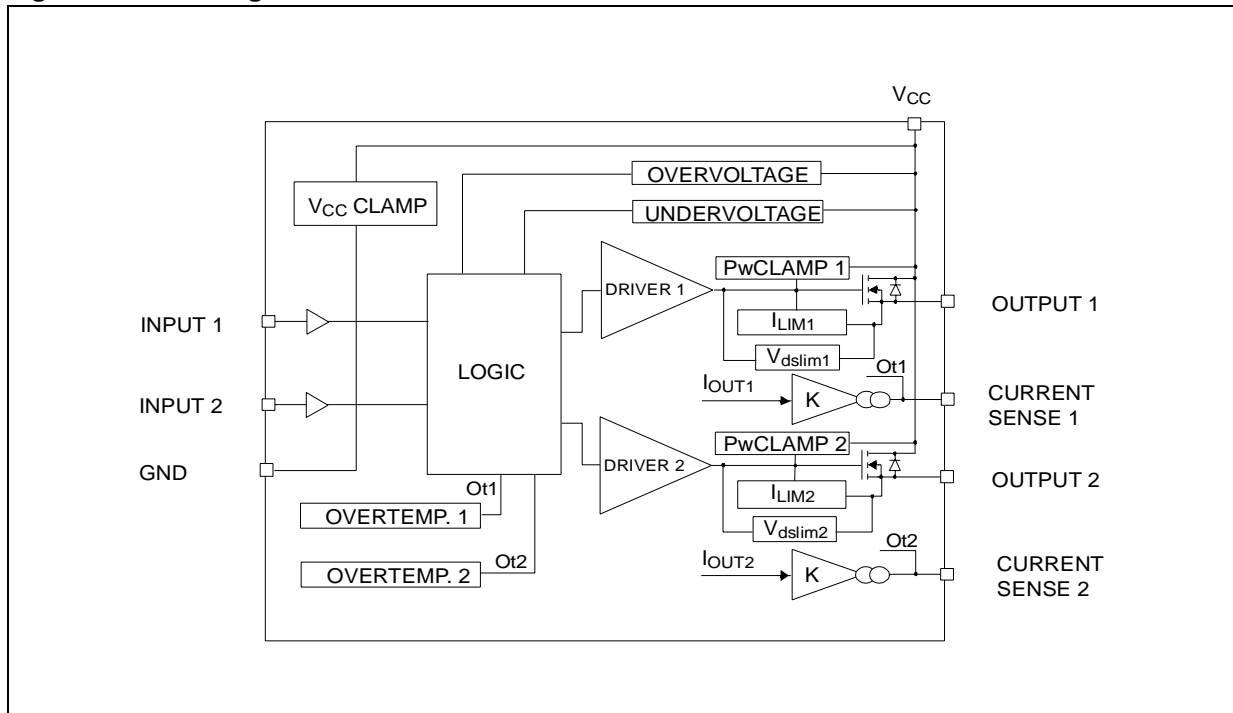 VCC
OVERVOLTAGE
VCC CLAMP
UNDERVOLTAGE
PwCLAMP 1
DRIVER 1
OUTPUT 1
INPUT 1
ILIM1
Vdslim1
LOGIC
Ot1
IOUT1
K
CURRENT
SENSE 1
INPUT 2
PwCLAMP 2
DRIVER 2
GND
OUTPUT 2
Ot1
ILIM2
OVERTEMP. 1
Vdslim2
Ot2
Ot2
IOUT2
OVERTEMP. 2
K
CURRENT
SENSE 2